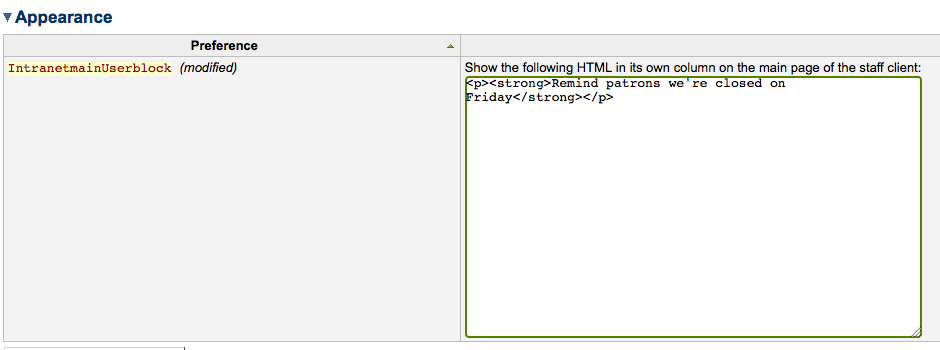 Appearance
Preference
IntranetmainUserblock (modified)
Show the following HTML in its own column on the main page of the staff client:
<p><strong>Remind patrons we're closed on
Friday</strong></p>